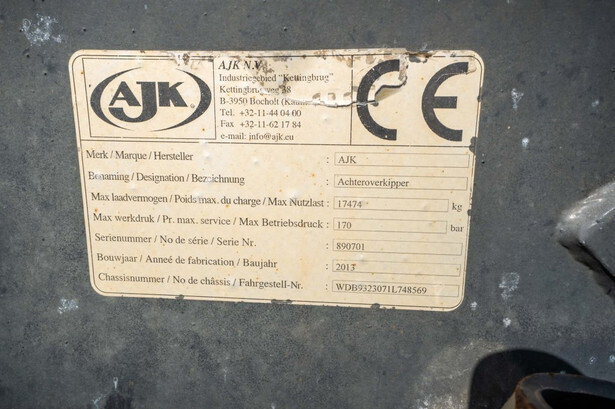 AJK
AJK N.V.
Industriegebied "Kettingbrug"
Kettingbrugweg 38
B-3950 Bocholt
Tel. +32-11-44 04 00
Fax +32-11-62 17 84
e-mail: info@ajk.eu
CE
Merk / Marque / Hersteller : AJK
Benaming / Designation / Bezeichnung : Achteroverkipper
Max laadvermogen / Poids max. du charge / Max Nutzlast : 17474 kg
Max werkdruk / Pr. max. service / Max Betriebsdruck : 170 bar
Serienummer / No de série / Serie Nr. : 890701
Bouwjaar / Anneé de fabrication / Baujahr : 2013
Chassisnummer / No de châssis / Fahrgestell-Nr. : WDB9323071L748569